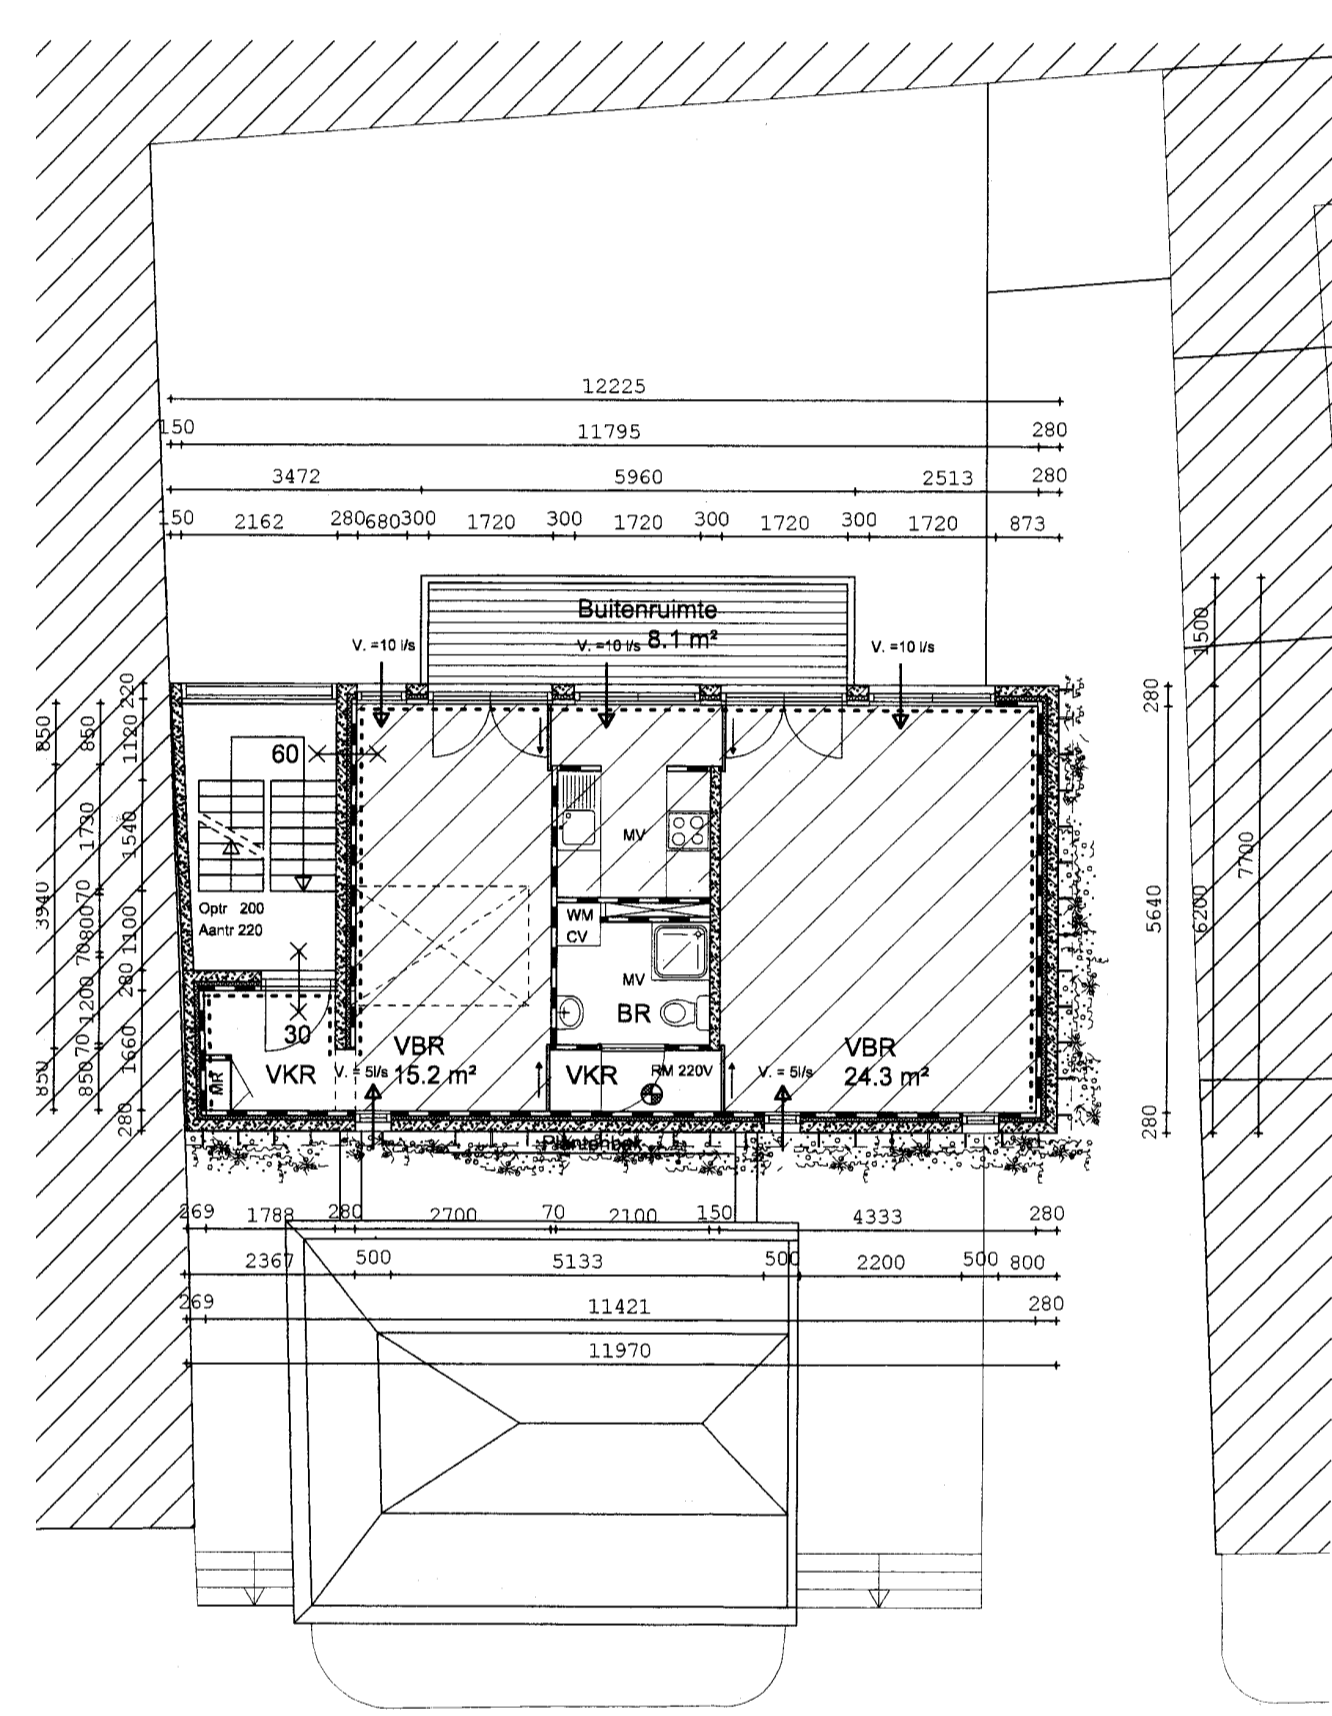 12225
150 11795 280
3472 5960 2513 280
150 2162 280 680 300 1720 300 1720 300 1720 300 1720 873
Buitenruimte
8.1 m²
V. =10 l/s V. =10 l/s V. =10 l/s
1500
7700
6200
280
5640
280
220
1120
1540
1100
280
1660
280
850
1730
70
800
70
1200
70
850
850
3940
850
60
Optr 200
Aantr 220
30
MV
WM
CV
MV
BR
VBR
15.2 m²
VBR
24.3 m²
MR
VKR
V. = 5l/s
VKR
RM 220V
V. = 5l/s
Plantenbak
269 1788 280 2700 70 2100 150 4333 280
2367 500 5133 500 2200 500 800
269 11421 280
11970